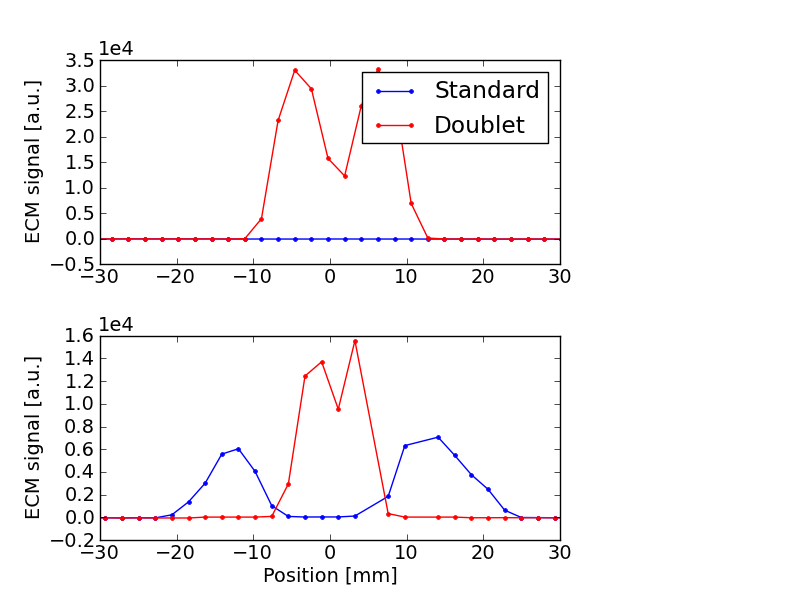 1e4
3.5
3.0
2.5
2.0
1.5
1.0
0.5
0.0
−0.5
ECM signal [a.u.]
Standard
Doublet
−30 −20 −10 0 10 20 30
1e4
1.6
1.4
1.2
1.0
0.8
0.6
0.4
0.2
0.0
−0.2
ECM signal [a.u.]
−30 −20 −10 0 10 20 30
Position [mm]